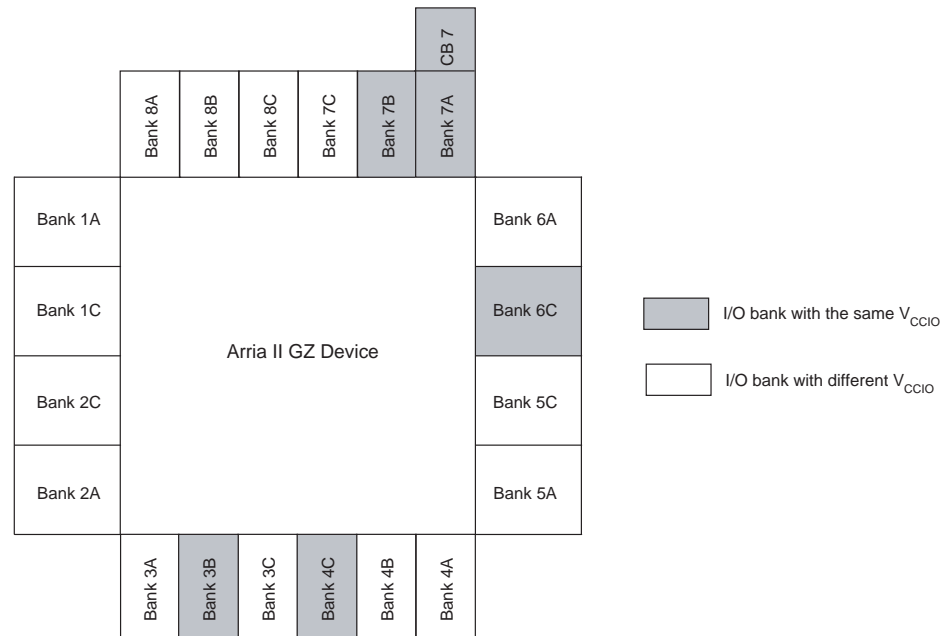 CB 7
Bank 8A
Bank 8B
Bank 8C
Bank 7C
Bank 7B
Bank 7A
Bank 1A
Bank 6A
Bank 1C
Bank 6C
I/O bank with the same VCCIO
Arria II GZ Device
I/O bank with different VCCIO
Bank 2C
Bank 5C
Bank 2A
Bank 5A
Bank 3A
Bank 3B
Bank 3C
Bank 4C
Bank 4B
Bank 4A